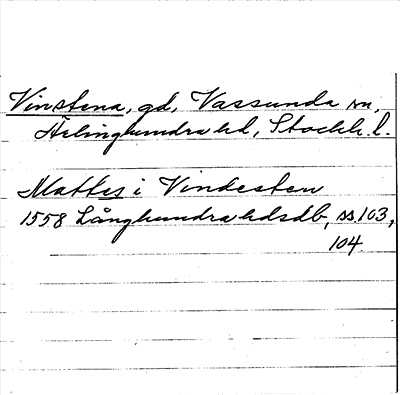 Vinstena, gd, Vassunda sn,
Ärlinghundra hd, Stockh. l.
Mattes i Vindesten
1558 Långhundra hdsdb, ss. 103,
104.